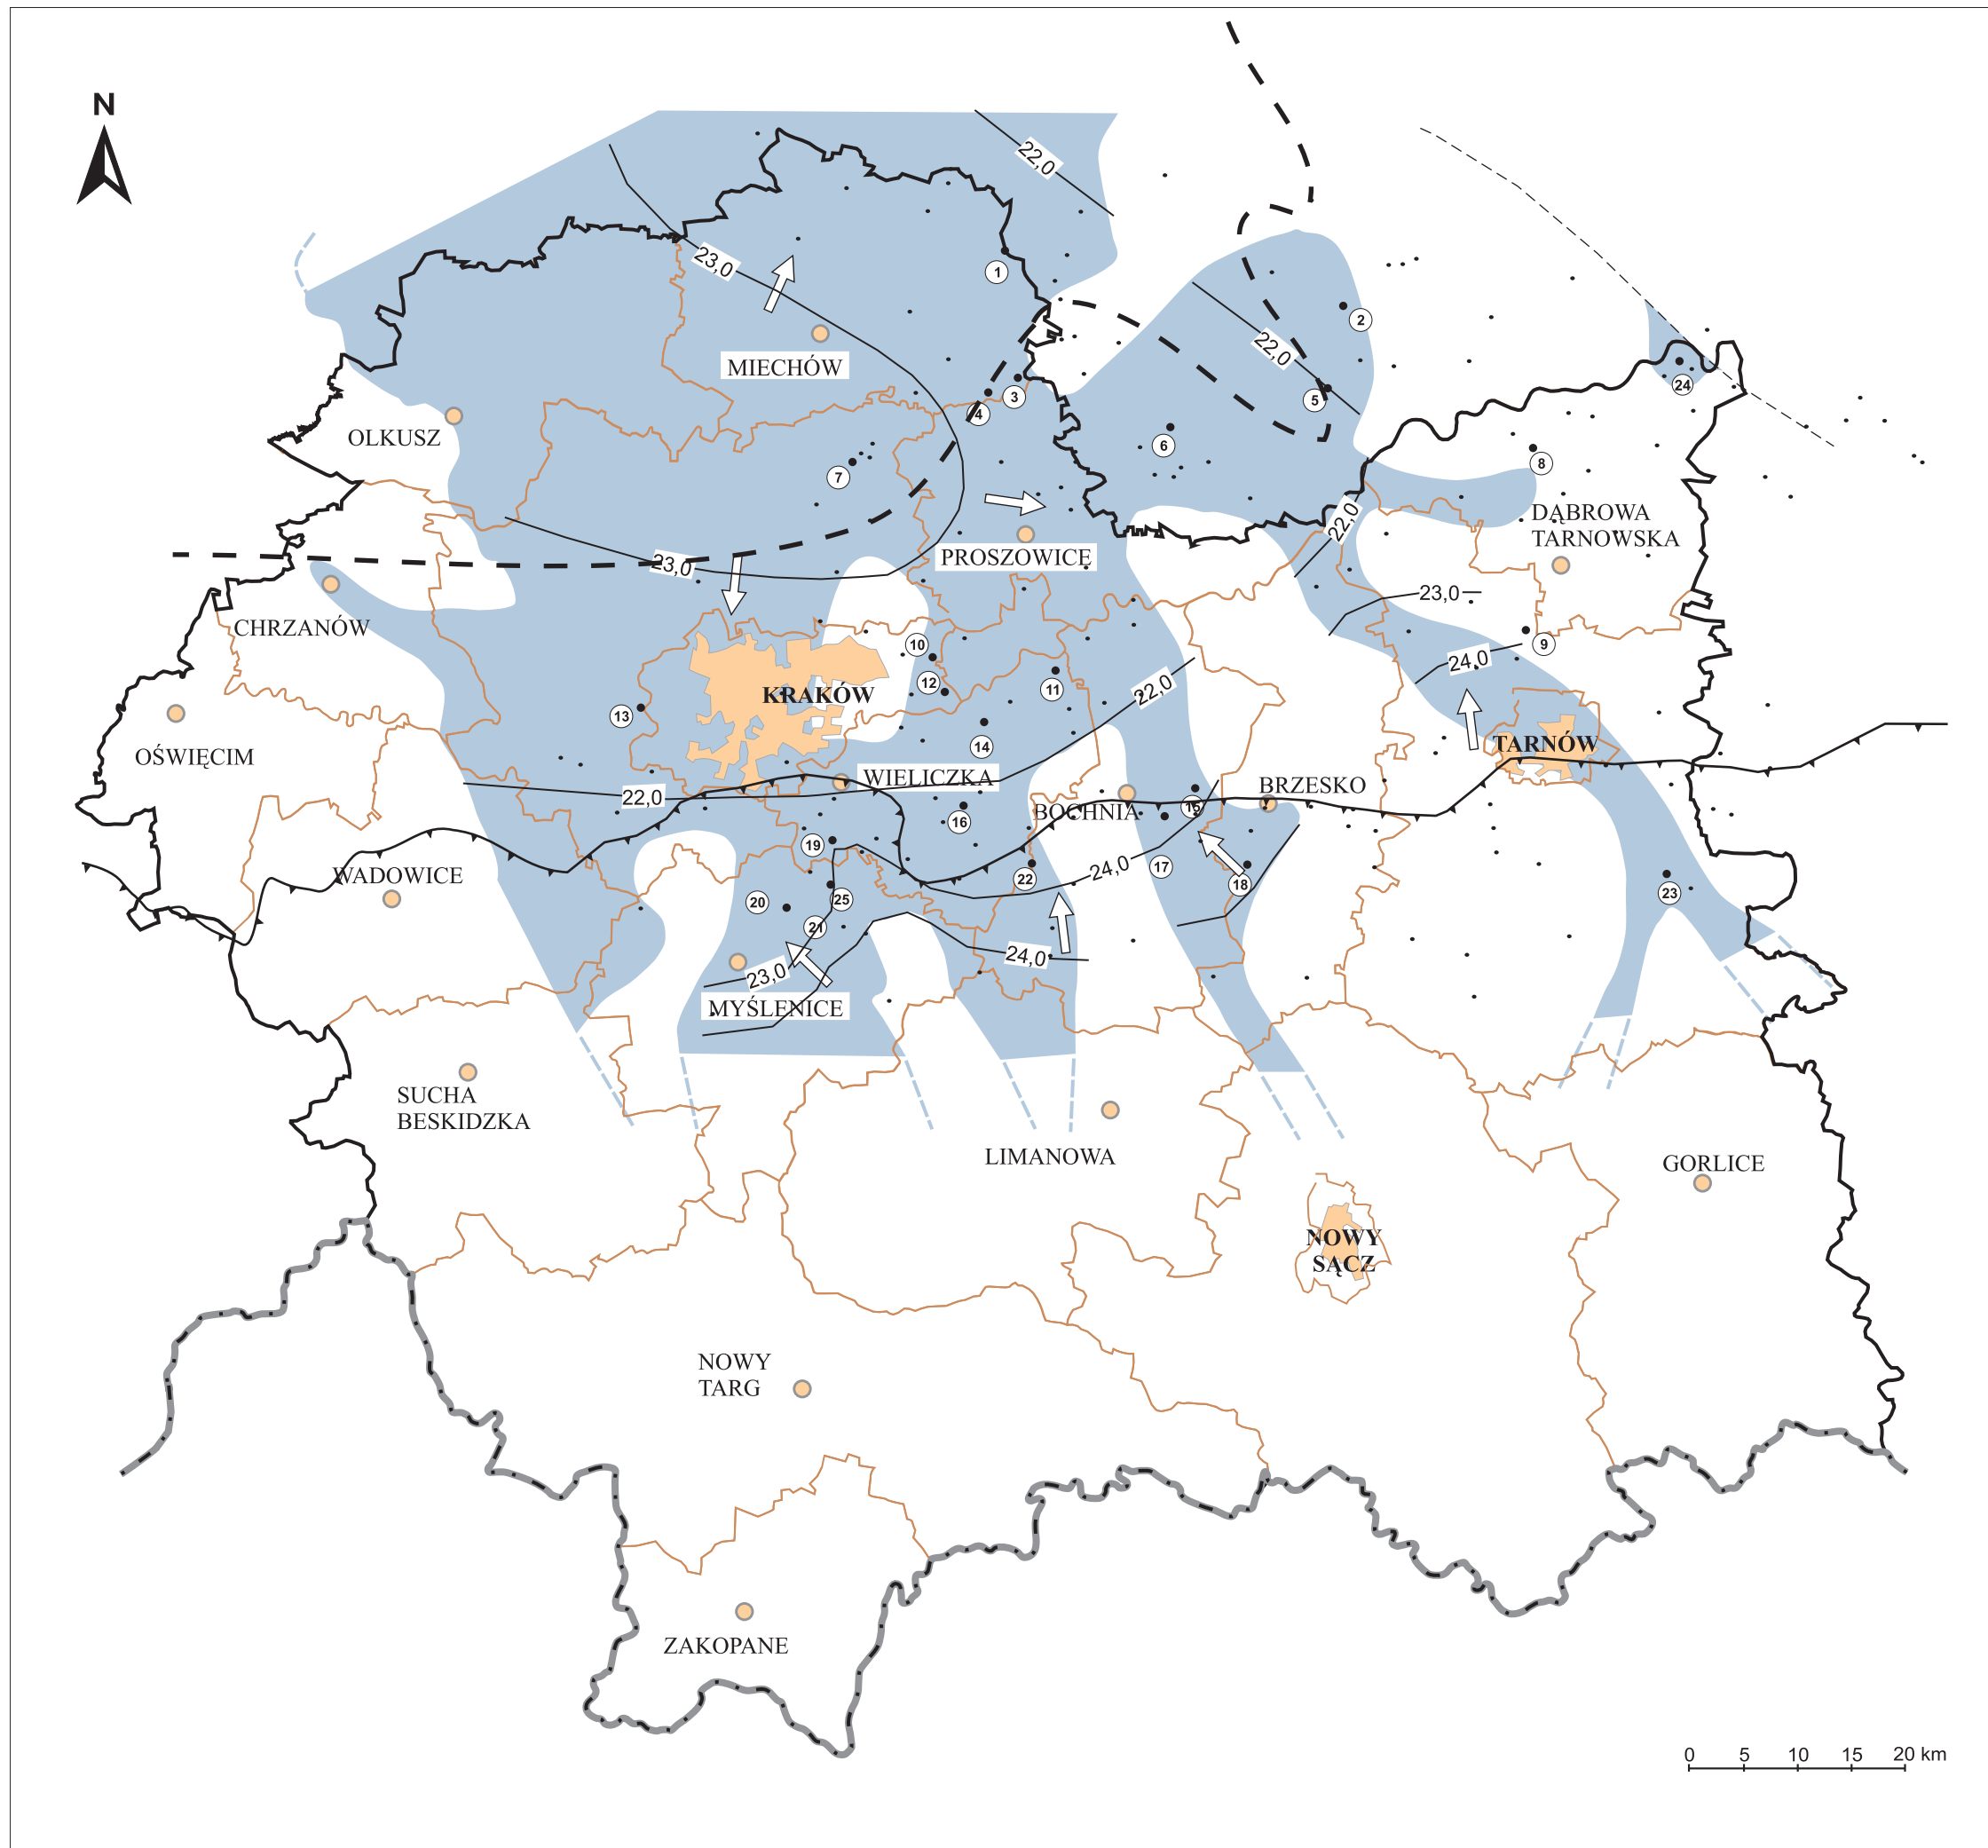 N
22,0
23,0
1
2
22,0
MIECHÓW
24
3
5
4
OLKUSZ
6
8
7
DĄBROWA
TARNOWSKA
22,0
PROSZOWICE
23,0
23,0
CHRZANÓW
10
9
24,0
12
11
22,0
KRAKÓW
13
14
TARNÓW
OŚWIĘCIM
WIELICZKA
BRZESKO
22,0
BOCHNIA
15
16
19
24,0
17
WADOWICE
22
18
23
20
25
21
24,0
23,0
MYŚLENICE
SUCHA
BESKIDZKA
LIMANOWA
GORLICE
NOWY
SĄCZ
NOWY
TARG
ZAKOPANE
0 5 10 15 20 km